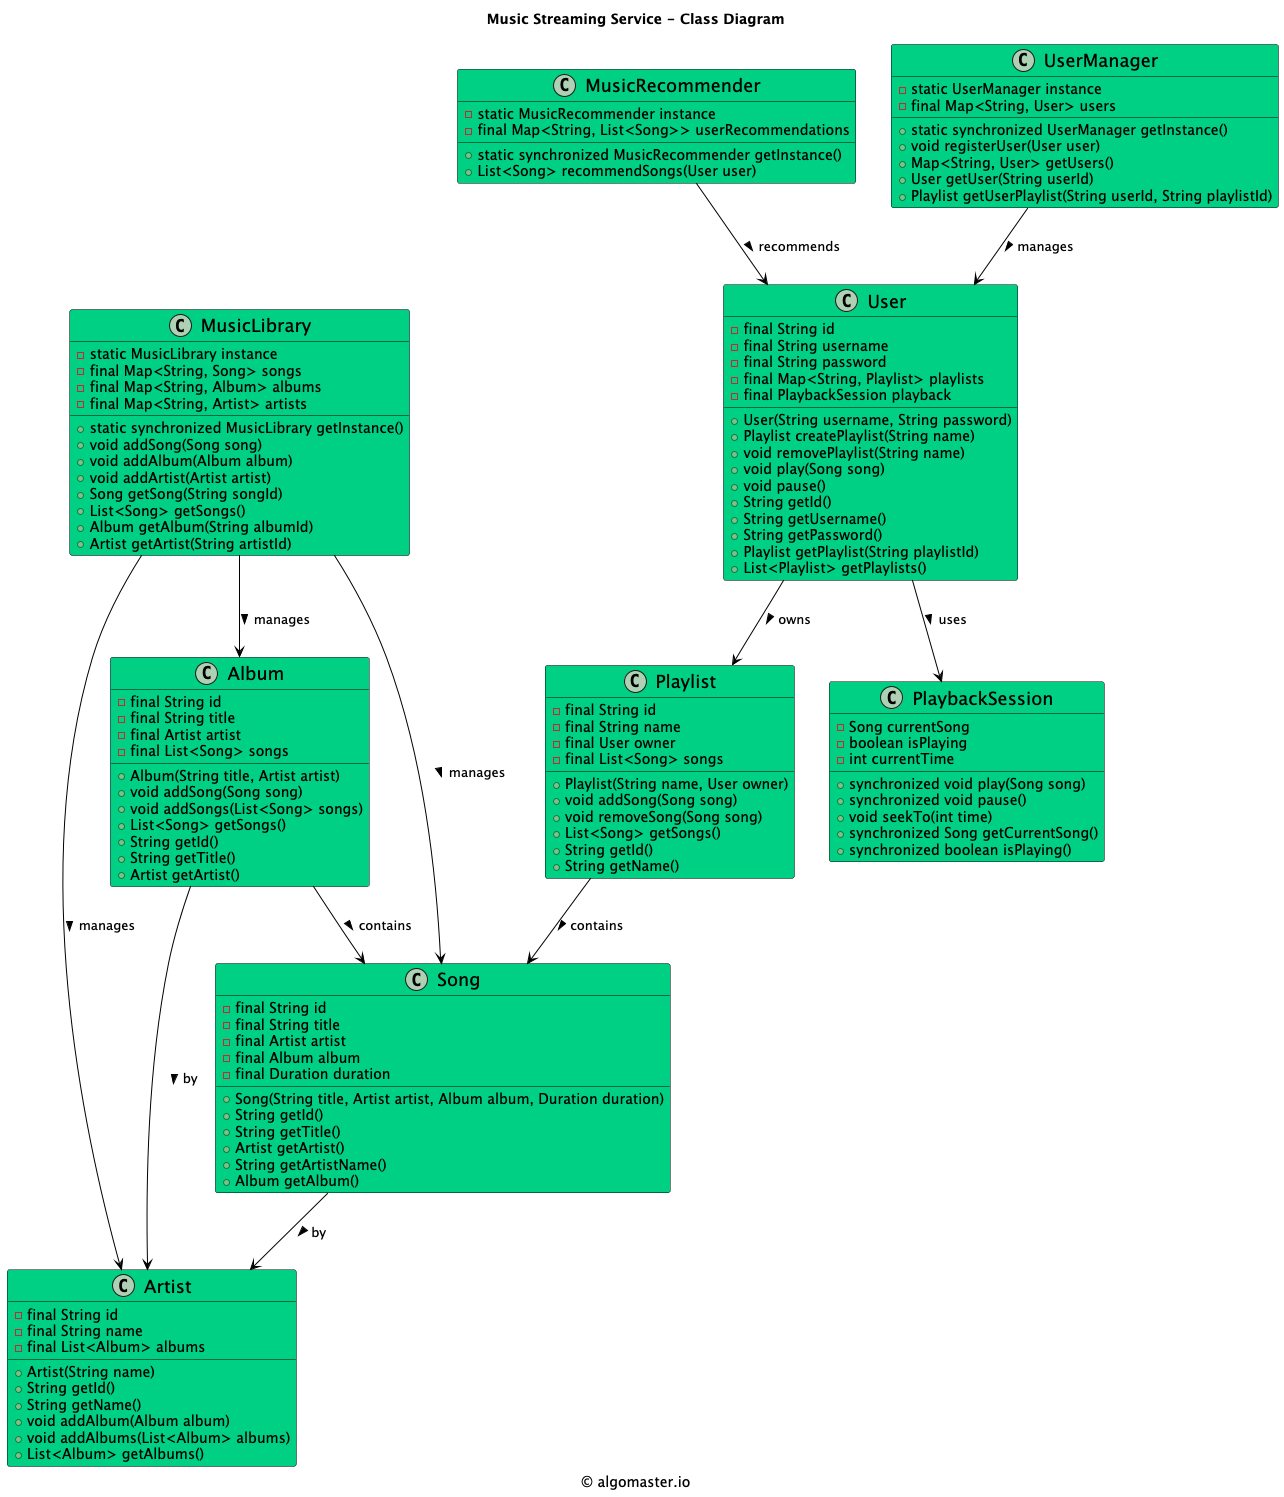 Music Streaming Service - Class Diagram
C MusicRecommender
static MusicRecommender instance
final Map<String, List<Song>> userRecommendations
static synchronized MusicRecommender getInstance()
List<Song> recommendSongs(User user)
C UserManager
static UserManager instance
final Map<String, User> users
static synchronized UserManager getInstance()
void registerUser(User user)
Map<String, User> getUsers()
User getUser(String userId)
Playlist getUserPlaylist(String userId, String playlistId)
recommends
manages
C MusicLibrary
static MusicLibrary instance
final Map<String, Song> songs
final Map<String, Album> albums
final Map<String, Artist> artists
static synchronized MusicLibrary getInstance()
void addSong(Song song)
void addAlbum(Album album)
void addArtist(Artist artist)
Song getSong(String songId)
List<Song> getSongs()
Album getAlbum(String albumId)
Artist getArtist(String artistId)
C User
final String id
final String username
final String password
final Map<String, Playlist> playlists
final PlaybackSession playback
User(String username, String password)
Playlist createPlaylist(String name)
void removePlaylist(String name)
void play(Song song)
void pause()
String getId()
String getUsername()
String getPassword()
Playlist getPlaylist(String playlistId)
List<Playlist> getPlaylists()
manages
owns
uses
C Album
final String id
final String title
final Artist artist
final List<Song> songs
Album(String title, Artist artist)
void addSong(Song song)
void addSongs(List<Song> songs)
List<Song> getSongs()
String getId()
String getTitle()
Artist getArtist()
manages
C Playlist
final String id
final String name
final User owner
final List<Song> songs
Playlist(String name, User owner)
void addSong(Song song)
void removeSong(Song song)
List<Song> getSongs()
String getId()
String getName()
C PlaybackSession
Song currentSong
boolean isPlaying
int currentTime
synchronized void play(Song song)
synchronized void pause()
void seekTo(int time)
synchronized Song getCurrentSong()
synchronized boolean isPlaying()
manages
contains
contains
C Song
final String id
final String title
final Artist artist
final Album album
final Duration duration
Song(String title, Artist artist, Album album, Duration duration)
String getId()
String getTitle()
Artist getArtist()
String getArtistName()
Album getAlbum()
by
by
C Artist
final String id
final String name
final List<Album> albums
Artist(String name)
String getId()
String getName()
void addAlbum(Album album)
void addAlbums(List<Album> albums)
List<Album> getAlbums()
© algomaster.io